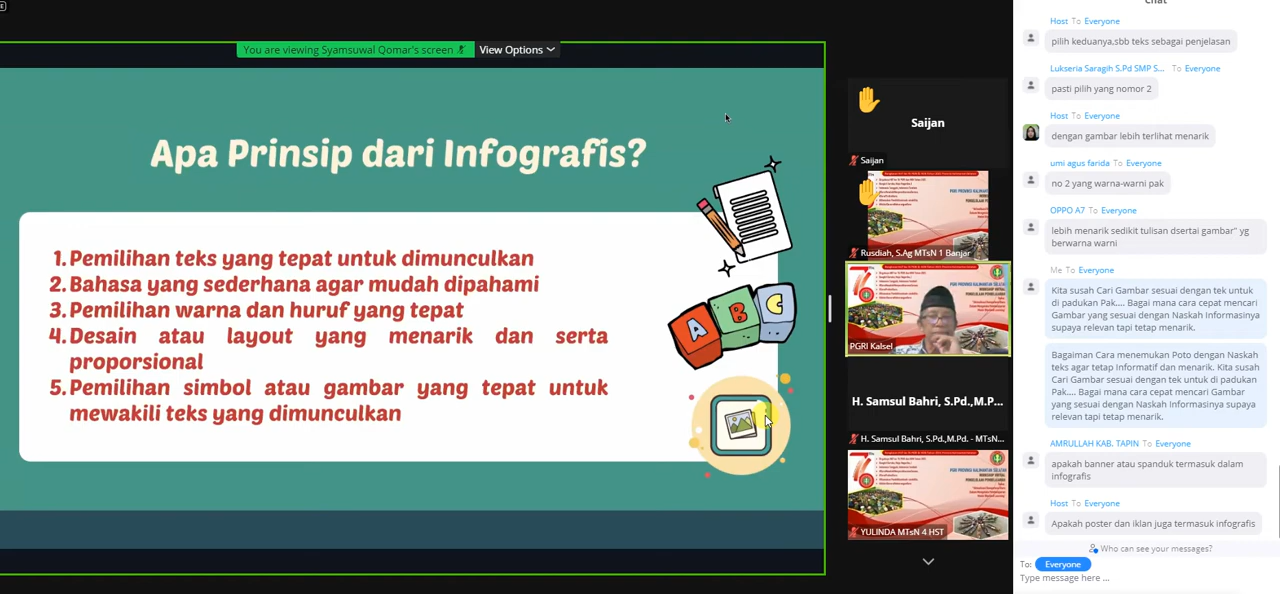 Chat
You are viewing Syamsuwal Qomar's screen
View Options
Apa Prinsip dari Infografis?
1. Pemilihan teks yang tepat untuk dimunculkan
2. Bahasa yang sederhana agar mudah dipahami
3. Pemilihan warna dan huruf yang tepat
4. Desain atau layout yang menarik dan serta
proporsional
5. Pemilihan simbol atau gambar yang tepat untuk
mewakili teks yang dimunculkan
A B C
Saijan
Saijan
Rusdiah, S.Ag MTsN 1 Banjar
PGRI Kalsel
H. Samsul Bahri, S.Pd.,M.P...
H. Samsul Bahri, S.Pd.,M.Pd. - MTsN...
YULINDA MTsN 4 HST
Host To Everyone
pilih keduanya,sbb teks sebagai penjelasan
Lukseria Saragih S.Pd SMP S... To Everyone
pasti pilih yang nomor 2
Host To Everyone
dengan gambar lebih terlihat menarik
umi agus farida To Everyone
no 2 yang warna-warni pak
OPPO A7 To Everyone
lebih menarik sedikit tulisan dsertai gambar" yg
berwarna warni
Me To Everyone
Kita susah Cari Gambar sesuai dengan tek untuk
di padukan Pak.... Bagai mana cara cepat mencari
Gambar yang sesuai dengan Naskah Informasinya
supaya relevan tapi tetap menarik.
Bagaiman Cara menemukan Poto dengan Naskah
teks agar tetap Informatif dan menarik. Kita susah
Cari Gambar sesuai dengan tek untuk di padukan
Pak.... Bagai mana cara cepat mencari Gambar
yang sesuai dengan Naskah Informasinya supaya
relevan tapi tetap menarik.
AMRULLAH KAB. TAPIN To Everyone
apakah banner atau spanduk termasuk dalam
infografis
Host To Everyone
Apakah poster dan iklan juga termasuk infografis
Who can see your messages?
To: Everyone
Type message here ...